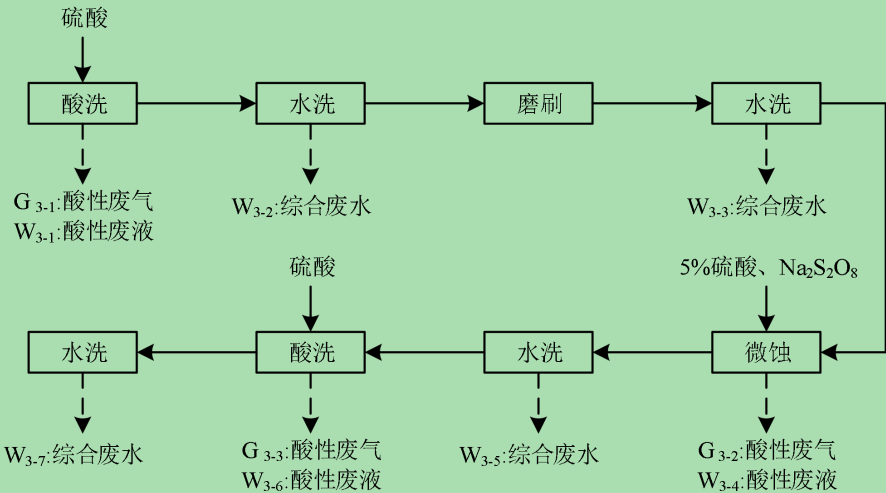 硫酸
酸洗
水洗
磨刷
水洗
G3-1:酸性废气
W3-1:酸性废液
W3-2:综合废水
W3-3:综合废水
硫酸
5%硫酸、Na2S2O8
水洗
酸洗
水洗
微蚀
W3-7:综合废水
G3-3:酸性废气
W3-6:酸性废液
W3-5:综合废水
G3-2:酸性废气
W3-4:酸性废液